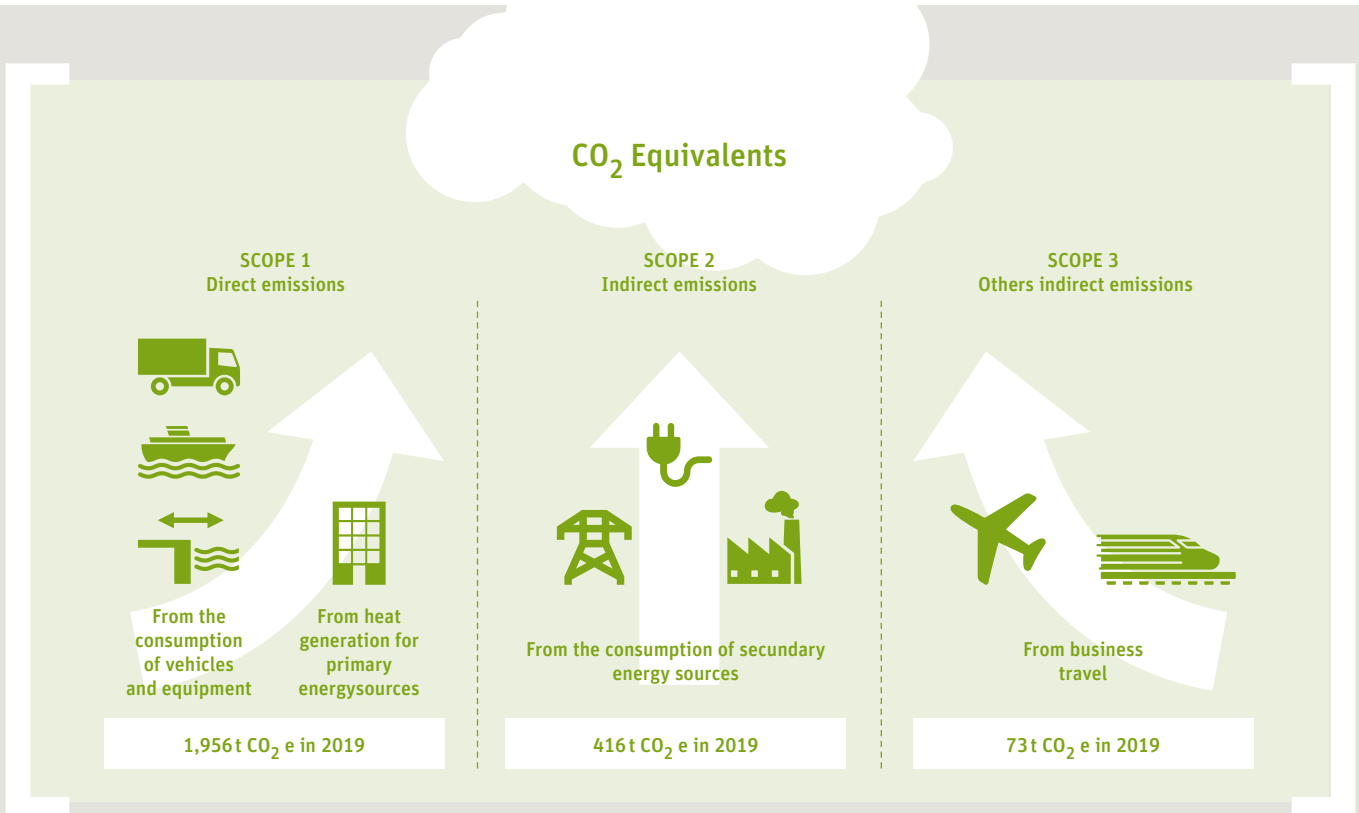 CO₂ Equivalents
SCOPE 1
Direct emissions
From the
consumption
of vehicles
and equipment
From heat
generation for
primary
energysources
1,956 t CO₂ e in 2019
SCOPE 2
Indirect emissions
From the consumption of secundary
energy sources
416 t CO₂ e in 2019
SCOPE 3
Others indirect emissions
From business
travel
73 t CO₂ e in 2019